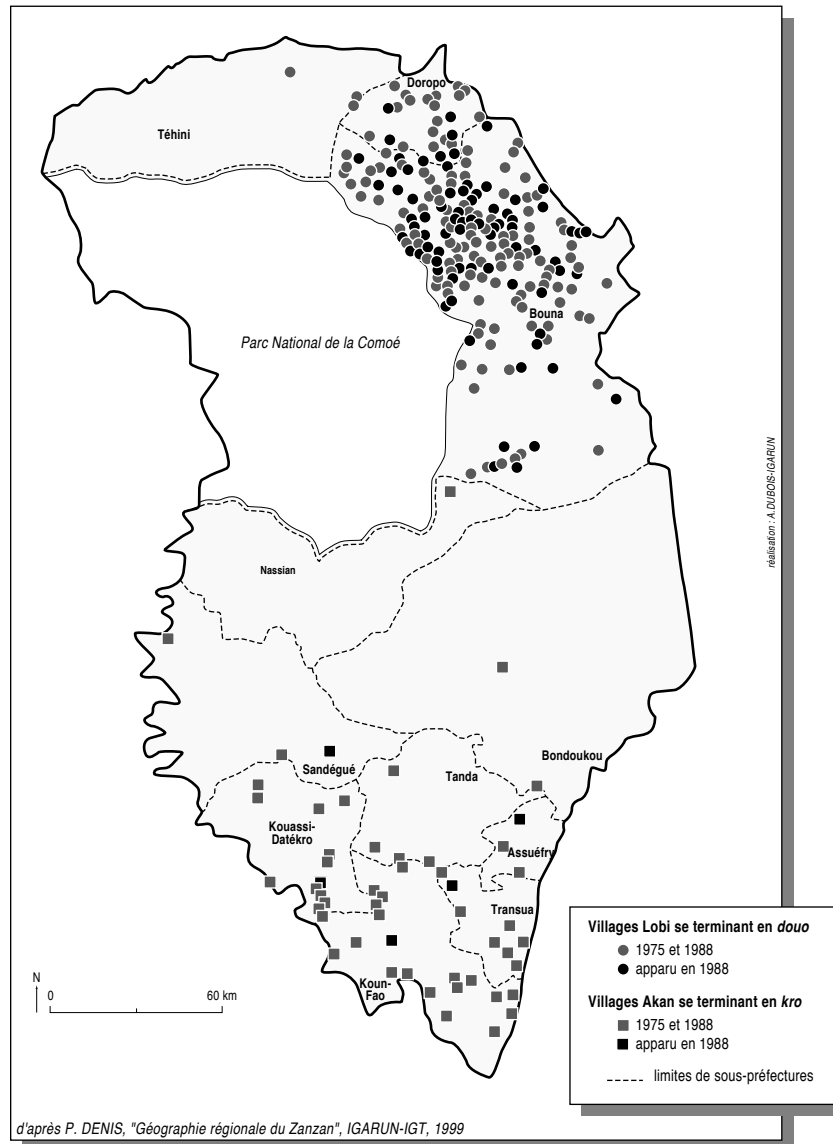 Doropo
Téhini
Parc National de la Comoé
Bouna
réalisation : A.DUBOIS-IGARUN
Nassian
Bondoukou
Sandégué
Tanda
Kouassi-
Datékro
Assuéfry
Transua
Koun-
Fao
N
0 60 km
Villages Lobi se terminant en douo
1975 et 1988
apparu en 1988
Villages Akan se terminant en kro
1975 et 1988
apparu en 1988
limites de sous-préfectures
d'après P. DENIS, "Géographie régionale du Zanzan", IGARUN-IGT, 1999